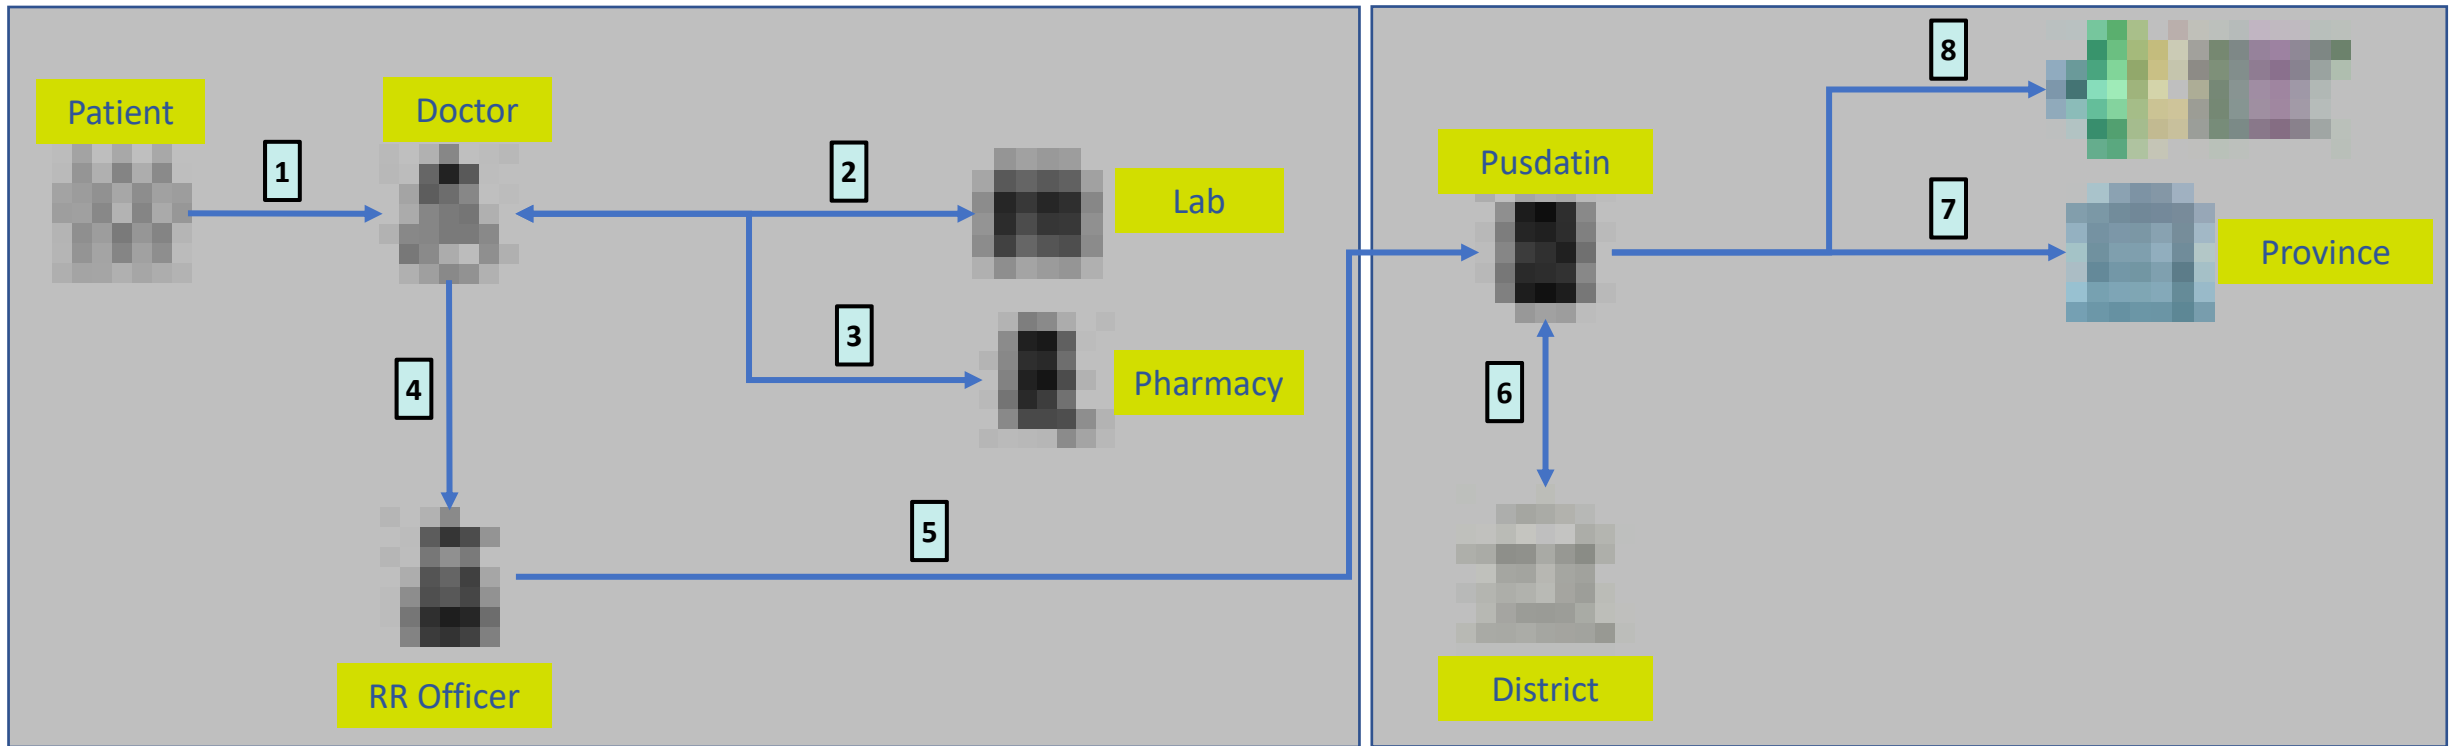 Patient
1
Doctor
2
Lab
3
Pharmacy
4
RR Officer
5
Pusdatin
8
7
Province
6
District